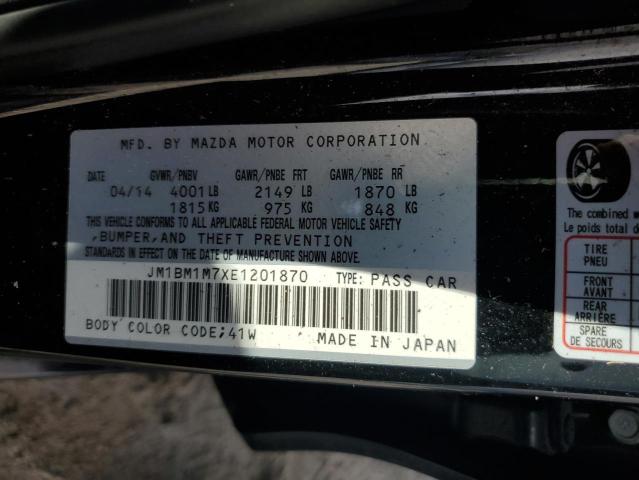 MFD. BY MAZDA MOTOR CORPORATION
DATE GVWR/PNBV GAWR/PNBE FRT GAWR/PNBE RR
04/14 4001 LB 2149 LB 1870 LB
1815 KG 975 KG 848 KG
THIS VEHICLE CONFORMS TO ALL APPLICABLE FEDERAL MOTOR VEHICLE SAFETY
,BUMPER,AND THEFT PREVENTION
STANDARDS IN EFFECT ON THE DATE OF MANUFACTURE SHOWN ABOVE.
JM1BM1M7XE1201870 TYPE: PASS CAR
BODY COLOR CODE;41W MADE IN JAPAN
The combined
Le poids total d
TIRE
PNEU
FRONT
AVANT
REAR
ARRIÈRE
SPARE
DE SECOURS